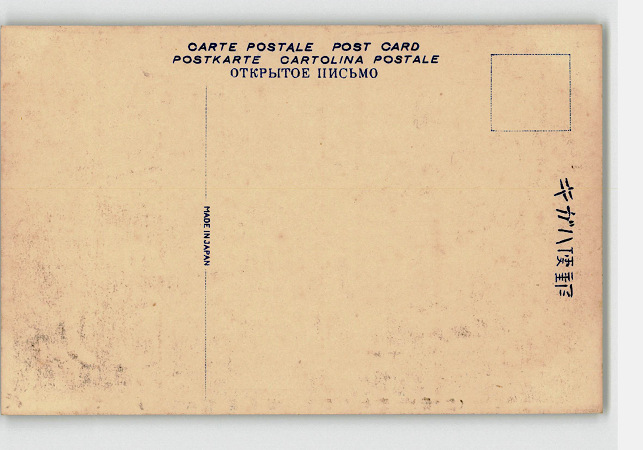 CARTE POSTALE POST CARD
POSTKARTE CARTOLINA POSTALE
ОТКРЫТОЕ ПИСЬМО
MADE IN JAPAN
郵便ハガキ